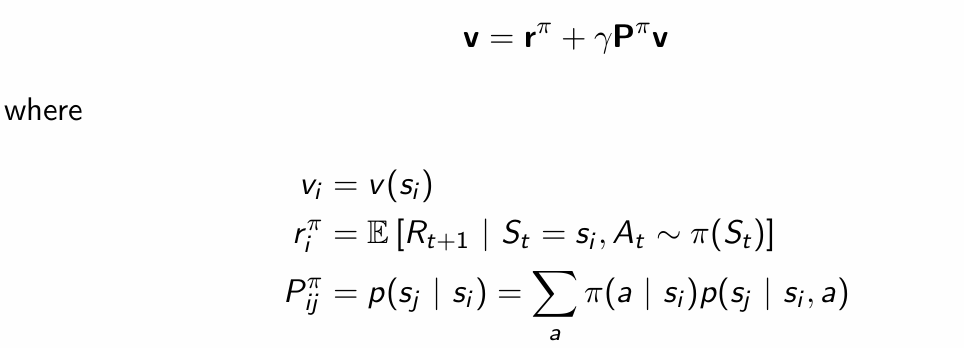 v = r^π + γP^π v
where
v_i = v(s_i)
r_i^π = 𝔼 [R_{t+1} | S_t = s_i, A_t ∼ π(S_t)]
P_{ij}^π = p(s_j | s_i) = ∑_a π(a | s_i)p(s_j | s_i, a)